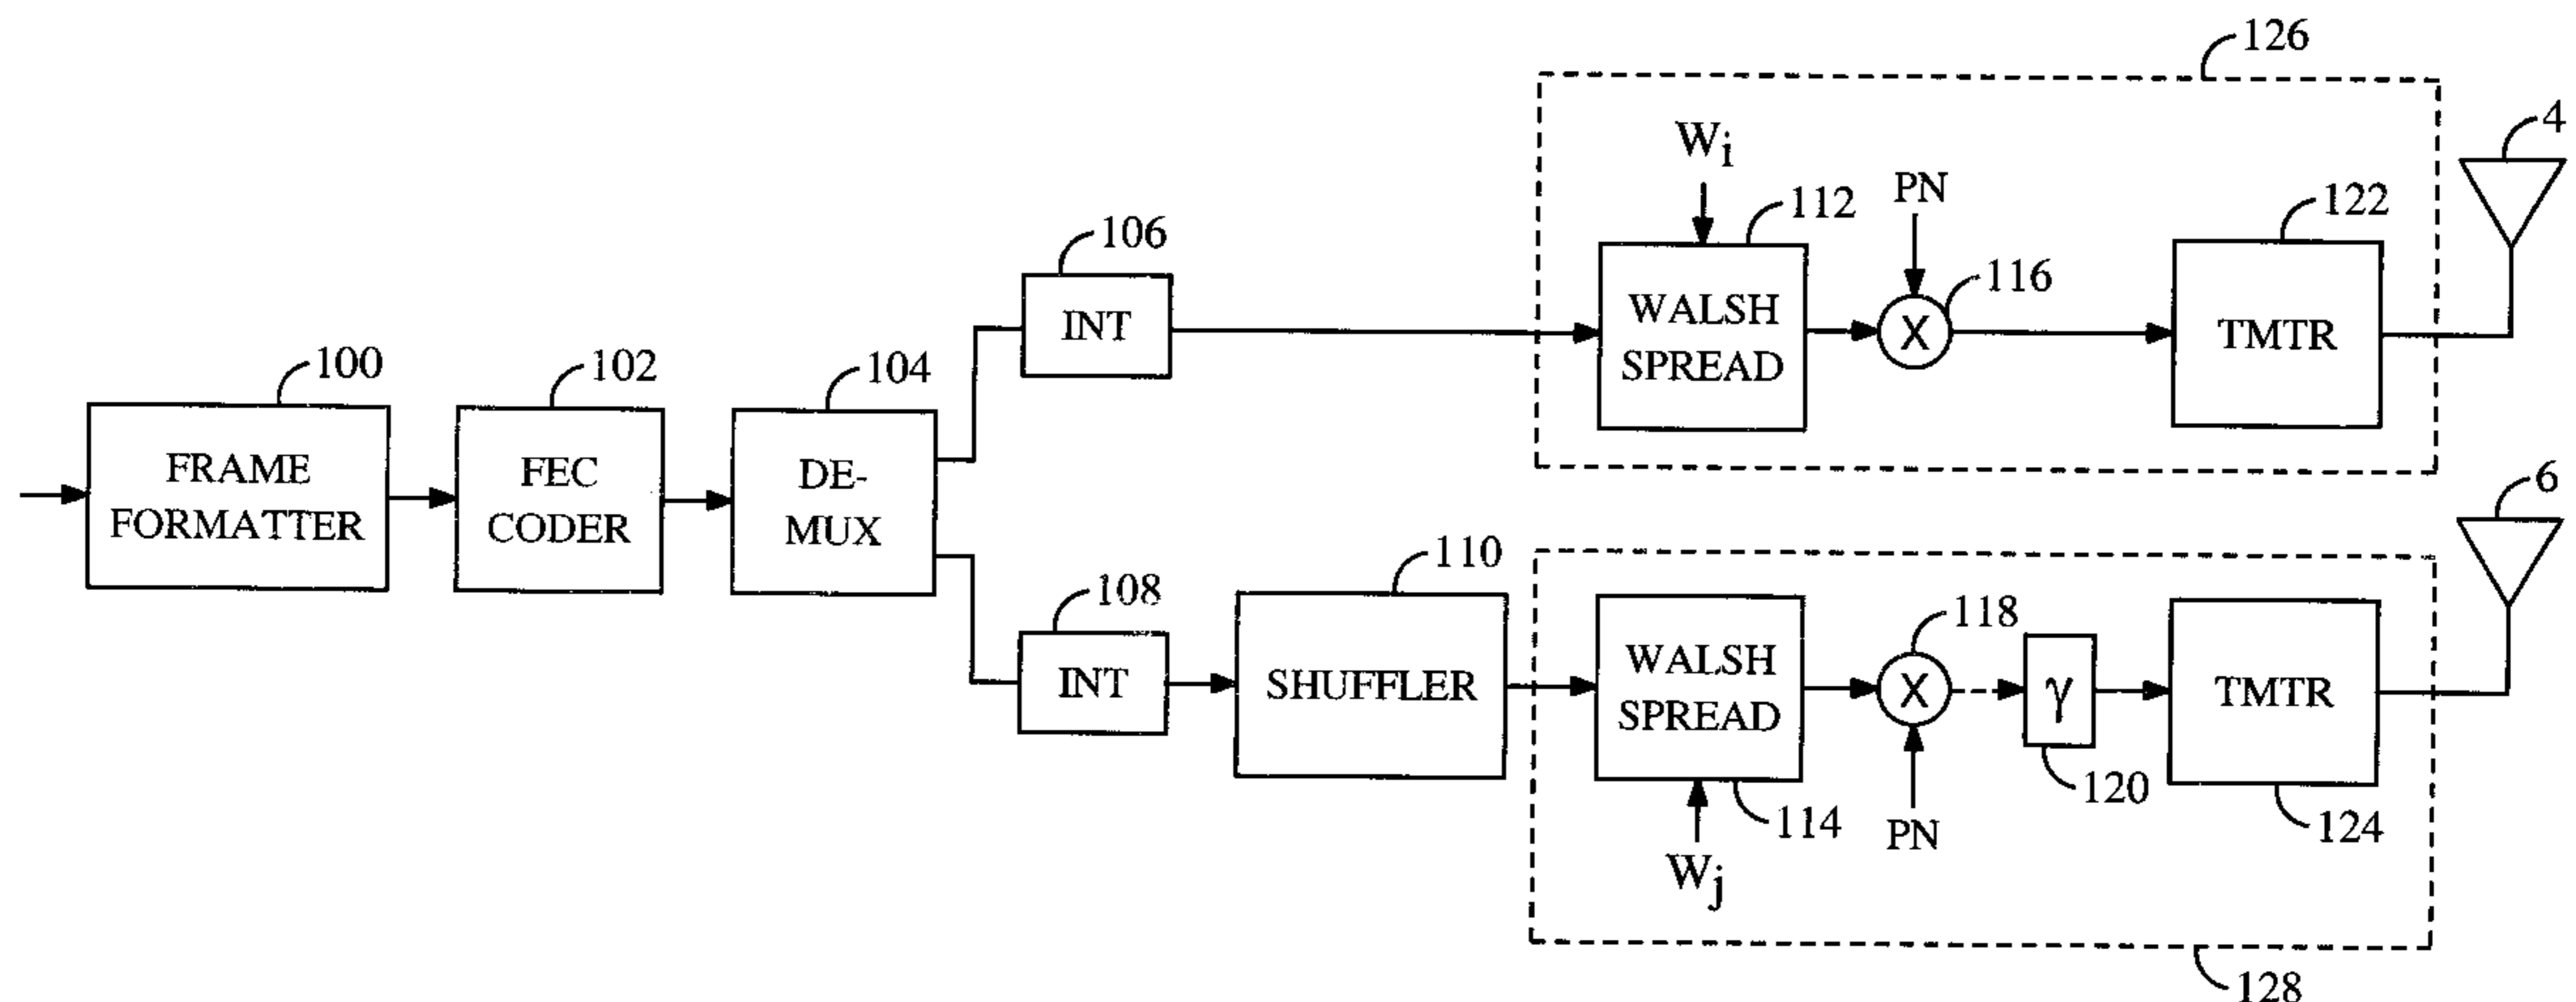 126
4
Wi
PN
112
122
106
116
WALSH
SPREAD
TMTR
INT
100
102
104
FRAME
FORMATTER
FEC
CODER
DE-
MUX
6
110
108
118
WALSH
SPREAD
γ
TMTR
INT
SHUFFLER
X
X
120
114
PN
124
Wj
128